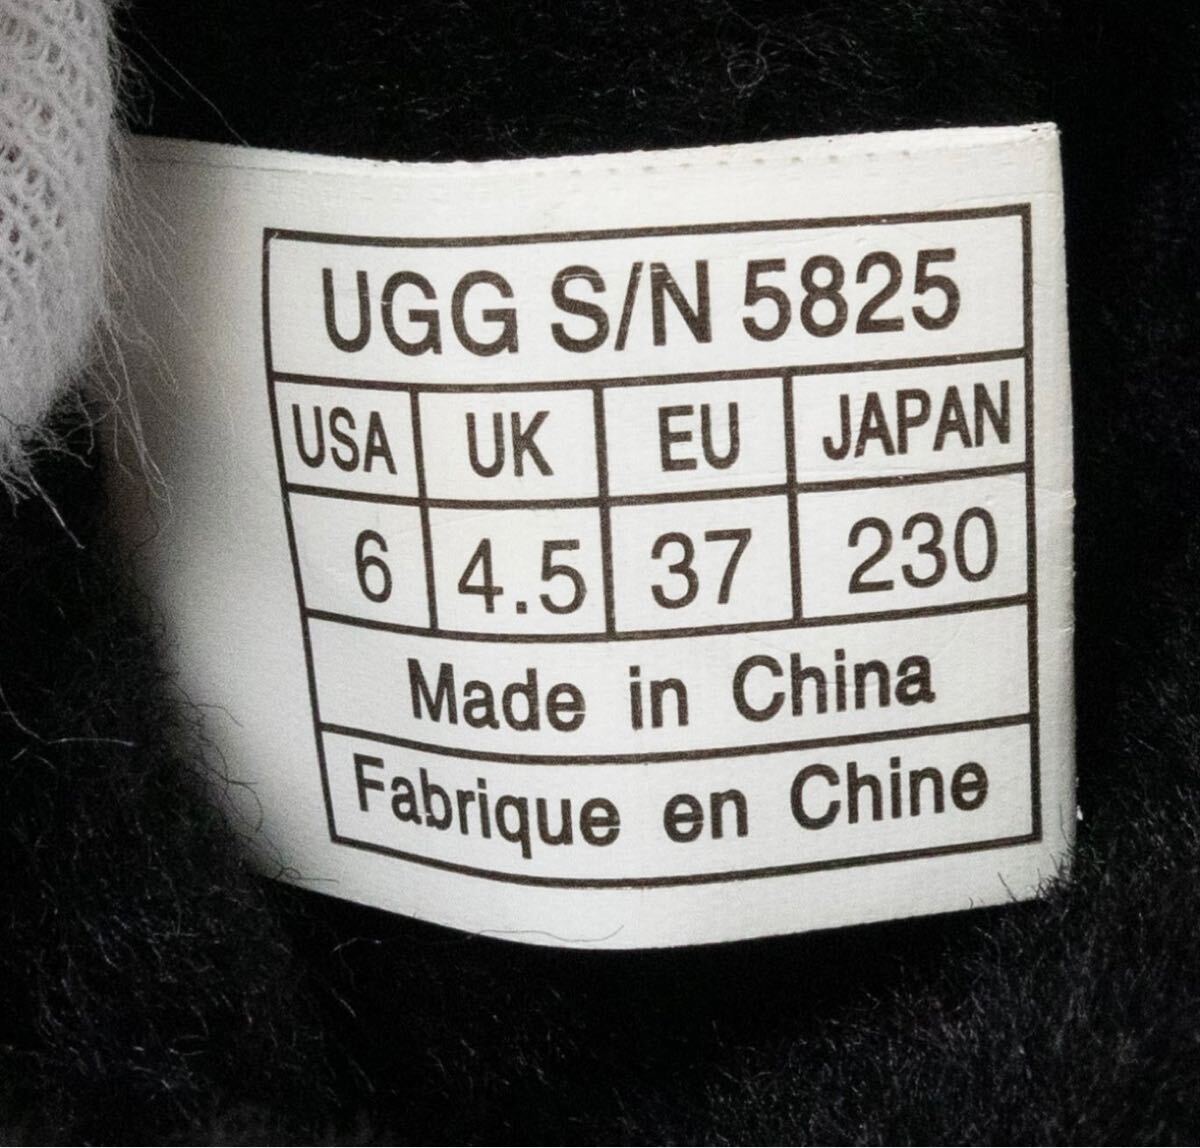 UGG S/N 5825
USA UK EU JAPAN
6 4.5 37 230
Made in China
Fabrique en Chine